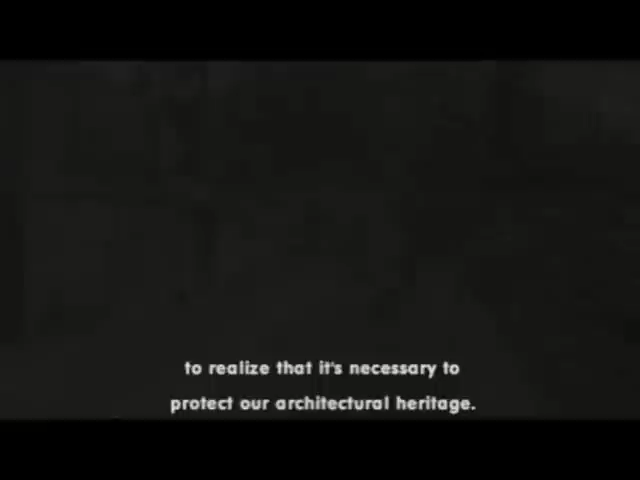 to realize that it's necessary to
protect our architectural heritage.